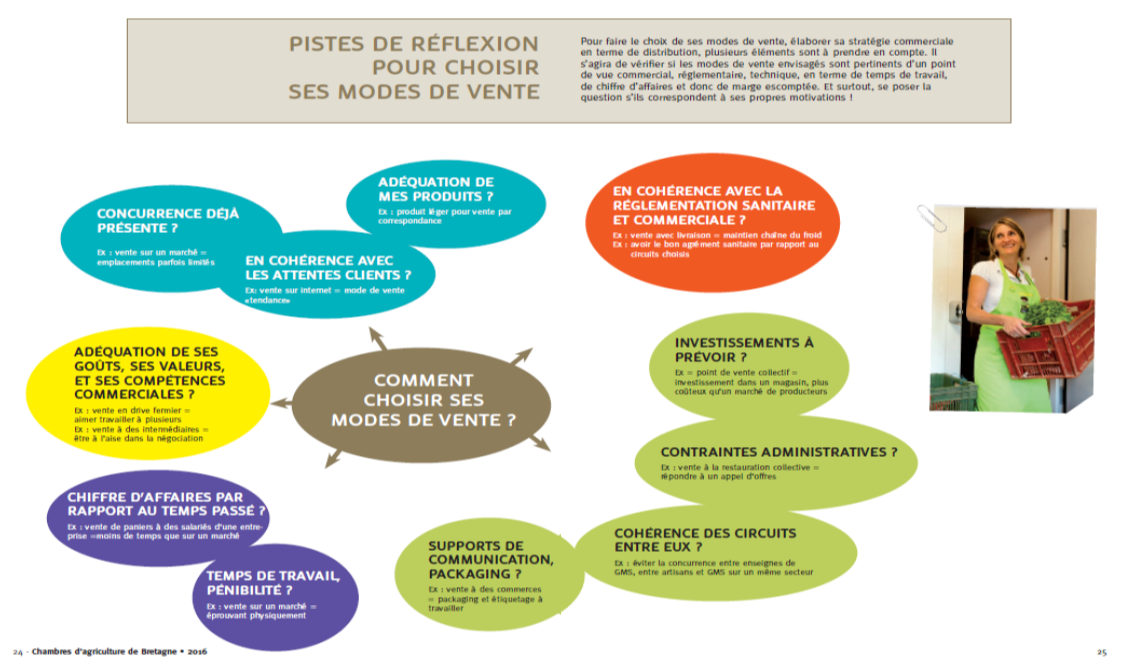 PISTES DE RÉFLEXION
POUR CHOISIR
SES MODES DE VENTE
Pour faire le choix de ses modes de vente, élaborer sa stratégie commerciale
en terme de distribution, plusieurs éléments sont à prendre en compte. Il
s'agira de vérifier si les modes de vente envisagés sont pertinents d'un point
de vue commercial, réglementaire, technique, en terme de temps de travail,
de chiffre d'affaires et donc de marge escomptée. Et surtout, se poser la
question s'ils correspondent à ses propres motivations !
CONCURRENCE DÉJÀ
PRÉSENTE ?
Ex : vente sur un marché =
emplacements parfois limités
ADÉQUATION DE
MES PRODUITS ?
Ex : produit léger pour vente par
correspondance
EN COHÉRENCE AVEC
LES ATTENTES CLIENTS ?
Ex: vente sur internet = mode de vente
«tendance»
EN COHÉRENCE AVEC LA
RÉGLEMENTATION SANITAIRE
ET COMMERCIALE ?
Ex : vente avec livraison = maintien chaîne du froid
Ex : avoir le bon agrément sanitaire par rapport au
circuits choisis
ADÉQUATION DE SES
GOÛTS, SES VALEURS,
ET SES COMPÉTENCES
COMMERCIALES ?
Ex : vente en drive fermier =
aimer travailler à plusieurs
Ex : vente à des intermédiaires =
être à l'aise dans la négociation
COMMENT
CHOISIR SES
MODES DE VENTE ?
INVESTISSEMENTS À
PRÉVOIR ?
Ex = point de vente collectif =
investissement dans un magasin, plus
coûteux qu'un marché de producteurs
CONTRAINTES ADMINISTRATIVES ?
Ex : vente à la restauration collective =
répondre à un appel d'offres
CHIFFRE D'AFFAIRES PAR
RAPPORT AU TEMPS PASSÉ ?
Ex : vente de paniers à des salariés d'une entre-
prise =moins de temps que sur un marché
TEMPS DE TRAVAIL,
PÉNIBILITÉ ?
Ex : vente sur un marché =
éprouvant physiquement
SUPPORTS DE
COMMUNICATION,
PACKAGING ?
Ex : vente à des commerces
= packaging et étiquetage à
travailler
COHÉRENCE DES CIRCUITS
ENTRE EUX ?
Ex : éviter la concurrence entre enseignes de
GMS, entre artisans et GMS sur un même secteur
24 - Chambres d'agriculture de Bretagne • 2016
25